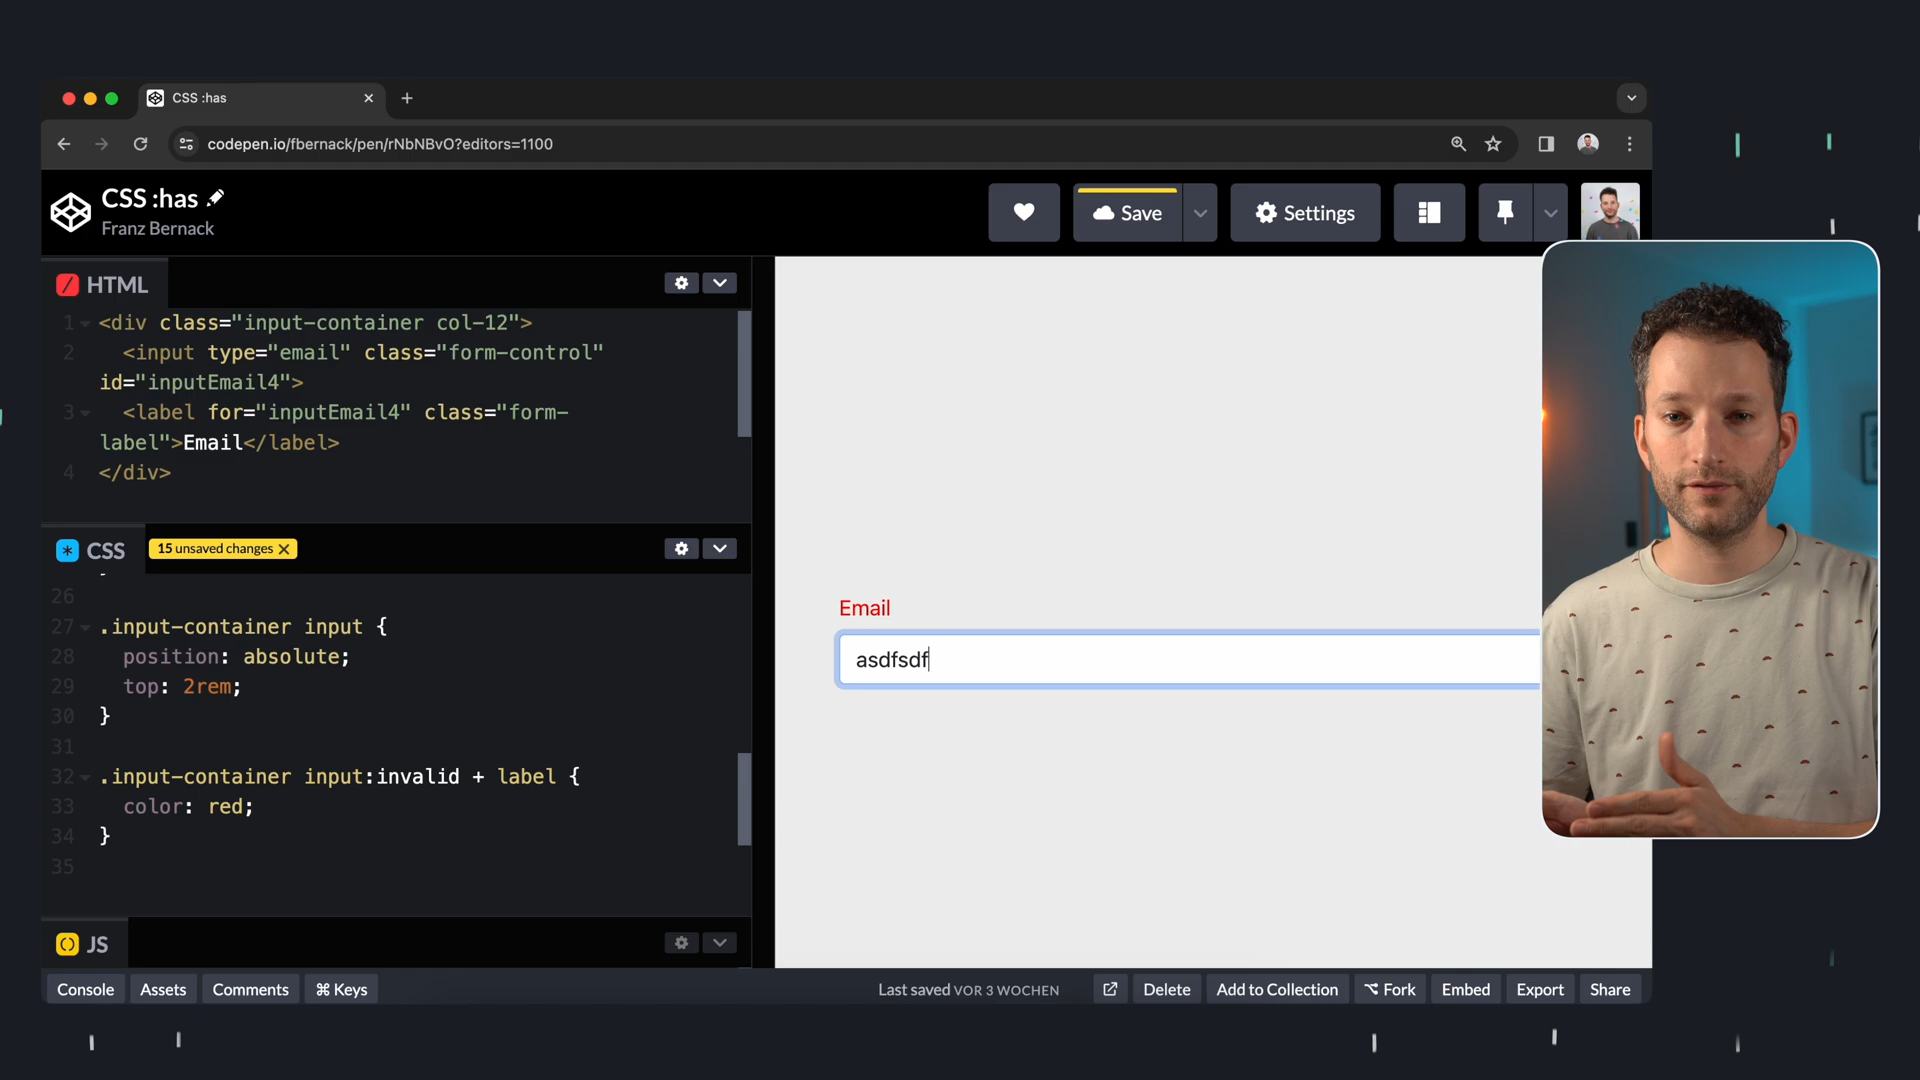 CSS :has
codepen.io/fbernack/pen/rNbNBvO?editors=1100
CSS :has
Franz Bernack
Save
Settings
HTML
1 <div class="input-container col-12">
2 <input type="email" class="form-control"
id="inputEmail4">
3 <label for="inputEmail4" class="form-
label">Email</label>
4 </div>
CSS
15 unsaved changes
26
27 .input-container input {
28 position: absolute;
29 top: 2rem;
30 }
31
32 .input-container input:invalid + label {
33 color: red;
34 }
35
Email
asdfsdf
JS
Console
Assets
Comments
⌘ Keys
Last saved VOR 3 WOCHEN
Delete
Add to Collection
Fork
Embed
Export
Share